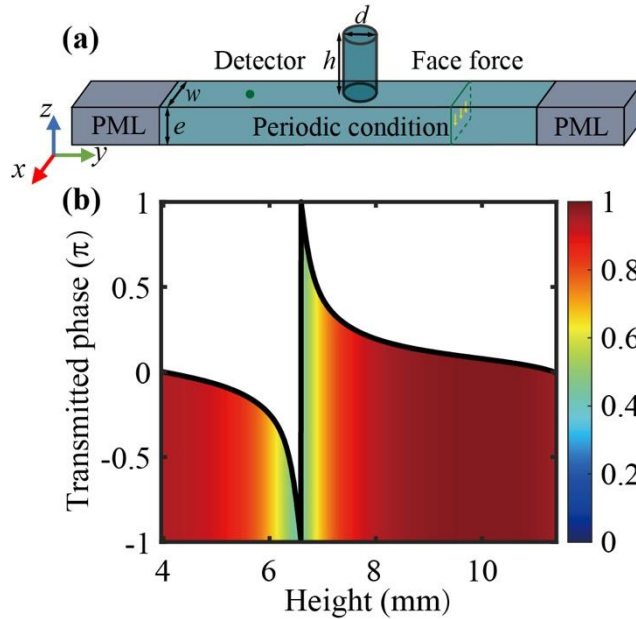 (a)
d
h
Detector
Face force
w
z
PML
e
Periodic condition
PML
y
x
(b)
Transmitted phase (π)
1
0.5
0
-0.5
-1
4
6
8
10
Height (mm)
1
0.8
0.6
0.4
0.2
0